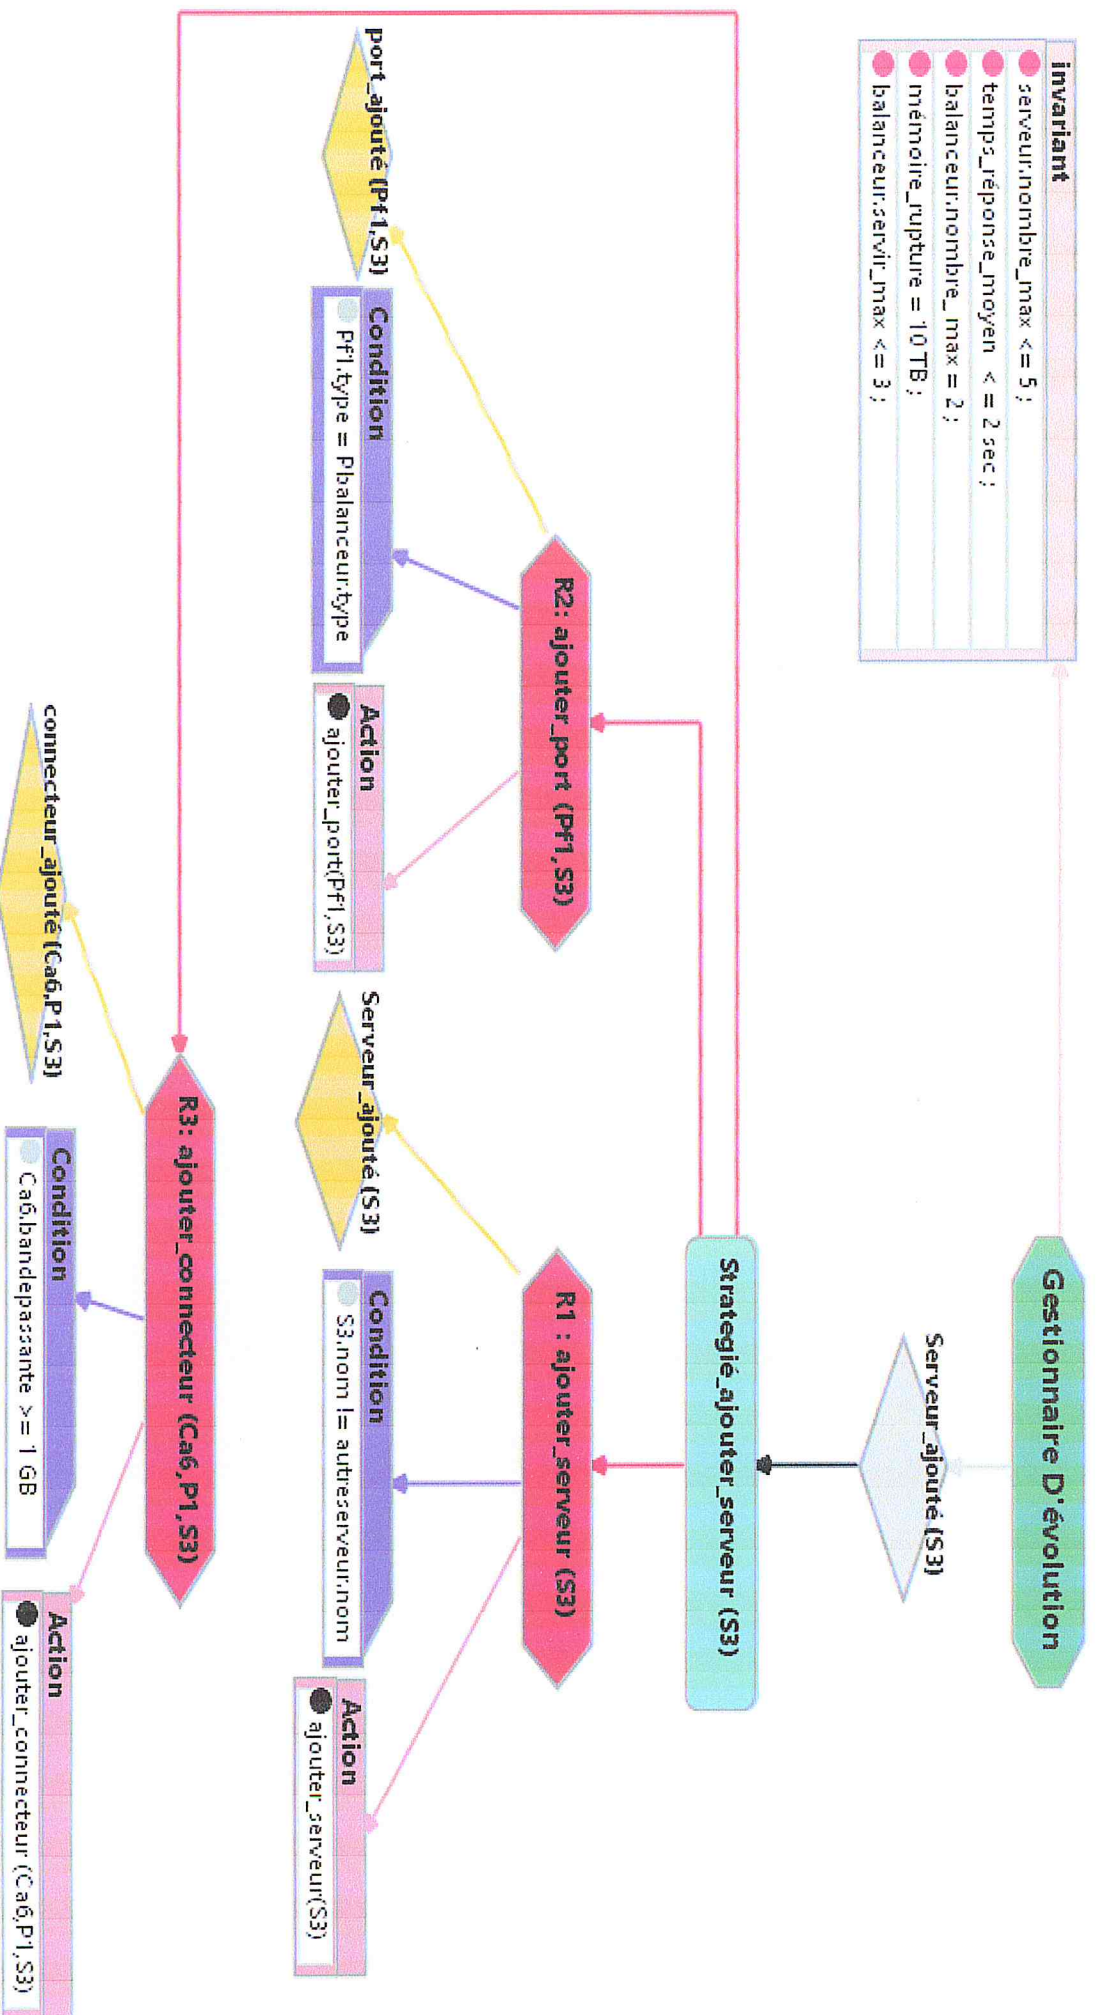 invariant
serveur.nombre_max <= 5 ;
temps_réponse_moyen < = 2 sec ;
balanceur.nombre_max = 2 ;
mémoire_rupture = 10 TB ;
balanceur.servir_max <= 3 ;
Gestionnaire D'évolution
Serveur_ajouté (S3)
Strategié_ajouter_serveur (S3)
R2: ajouter_port (Pf1,S3)
port_ajouté (Pf1,S3)
Condition
Pf1.type = Pbalanceur.type
Action
ajouter_port(Pf1,S3)
R1 : ajouter_serveur (S3)
Serveur_ajouté (S3)
Condition
S3.nom != autreserveur.nom
Action
ajouter_serveur(S3)
R3: ajouter_connecteur (Ca6,P1,S3)
connecteur_ajouté (Ca6,P1,S3)
Condition
Ca6.bandepassante >= 1 GB
Action
ajouter_connecteur (Ca6,P1,S3)